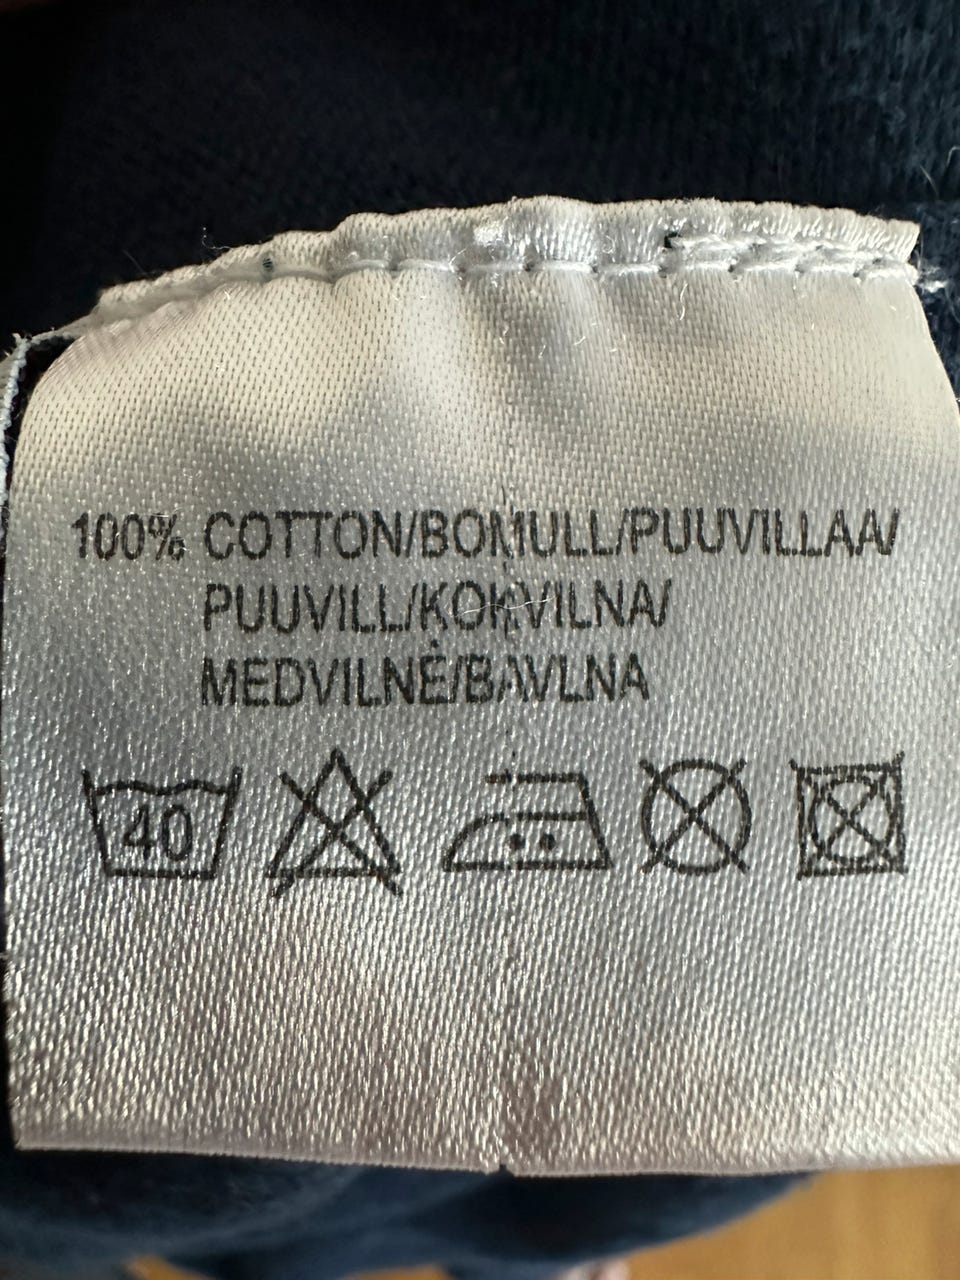 100% COTTON/BOMULL/PUUVILLAA/
PUUVILL/KOKVILNA/
MEDVILNĖ/BAVLNA
40